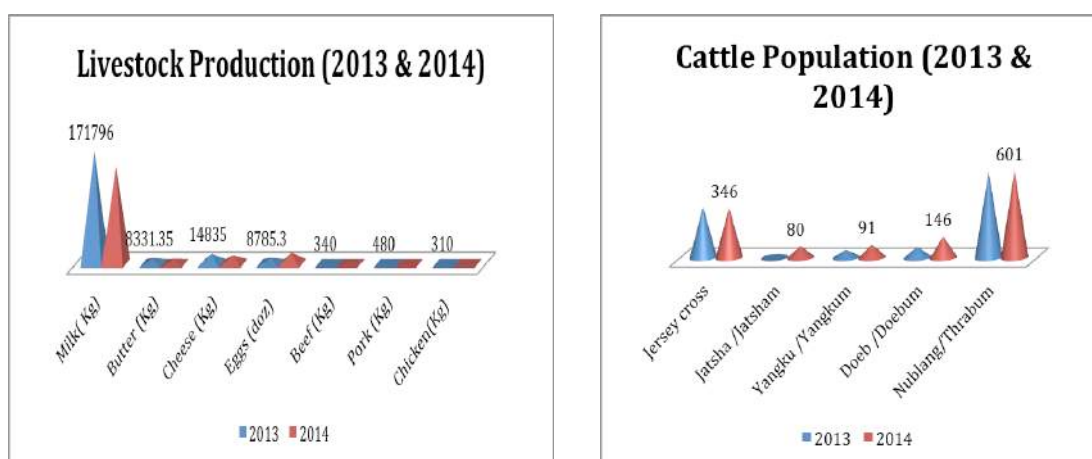 Livestock Production (2013 & 2014)
171796
8331.35
14835
8785.3
340
480
310
Milk( Kg)
Butter (Kg)
Cheese (Kg)
Eggs (doz)
Beef (Kg)
Pork (Kg)
Chicken(Kg)
2013
2014
Cattle Population (2013 &
2014)
346
80
91
146
601
Jersey cross
Jatsha /Jatsham
Yangku /Yangkum
Doeb /Doebum
Nublang/Thrabum
2013
2014